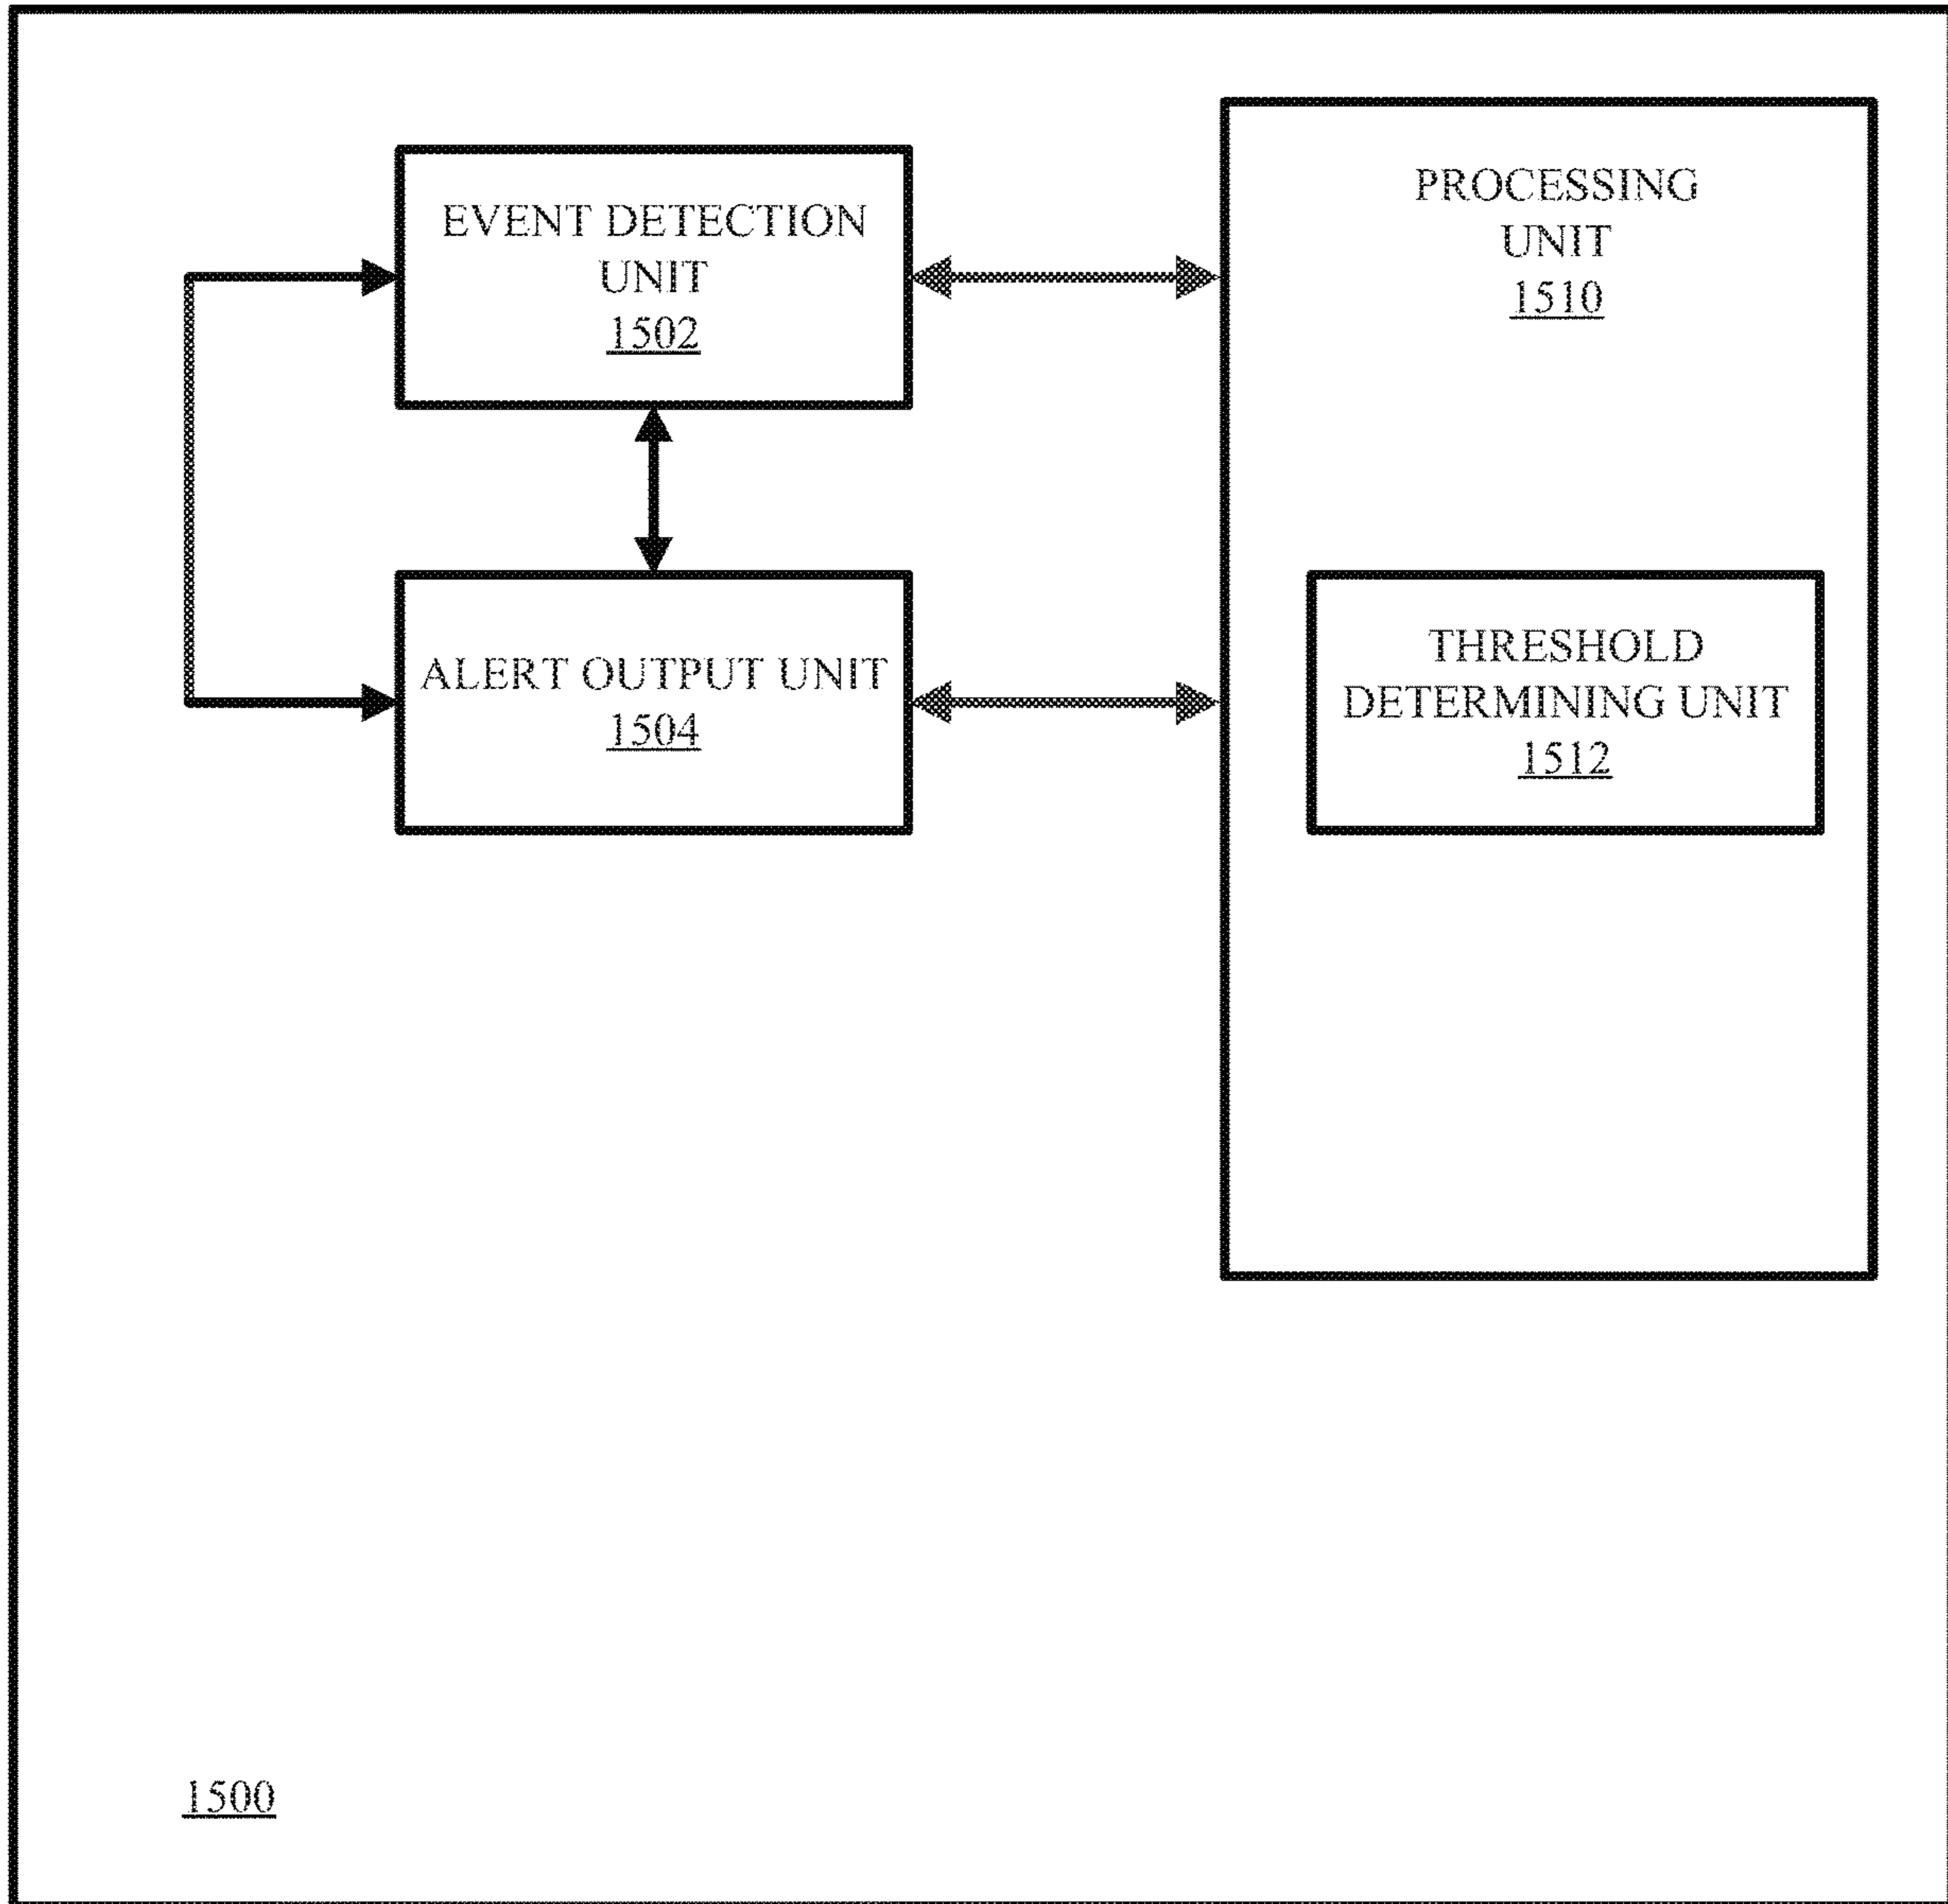 EVENT DETECTION
UNIT
1502
PROCESSING
UNIT
1510
ALERT OUTPUT UNIT
1504
THRESHOLD
DETERMINING UNIT
1512
1500